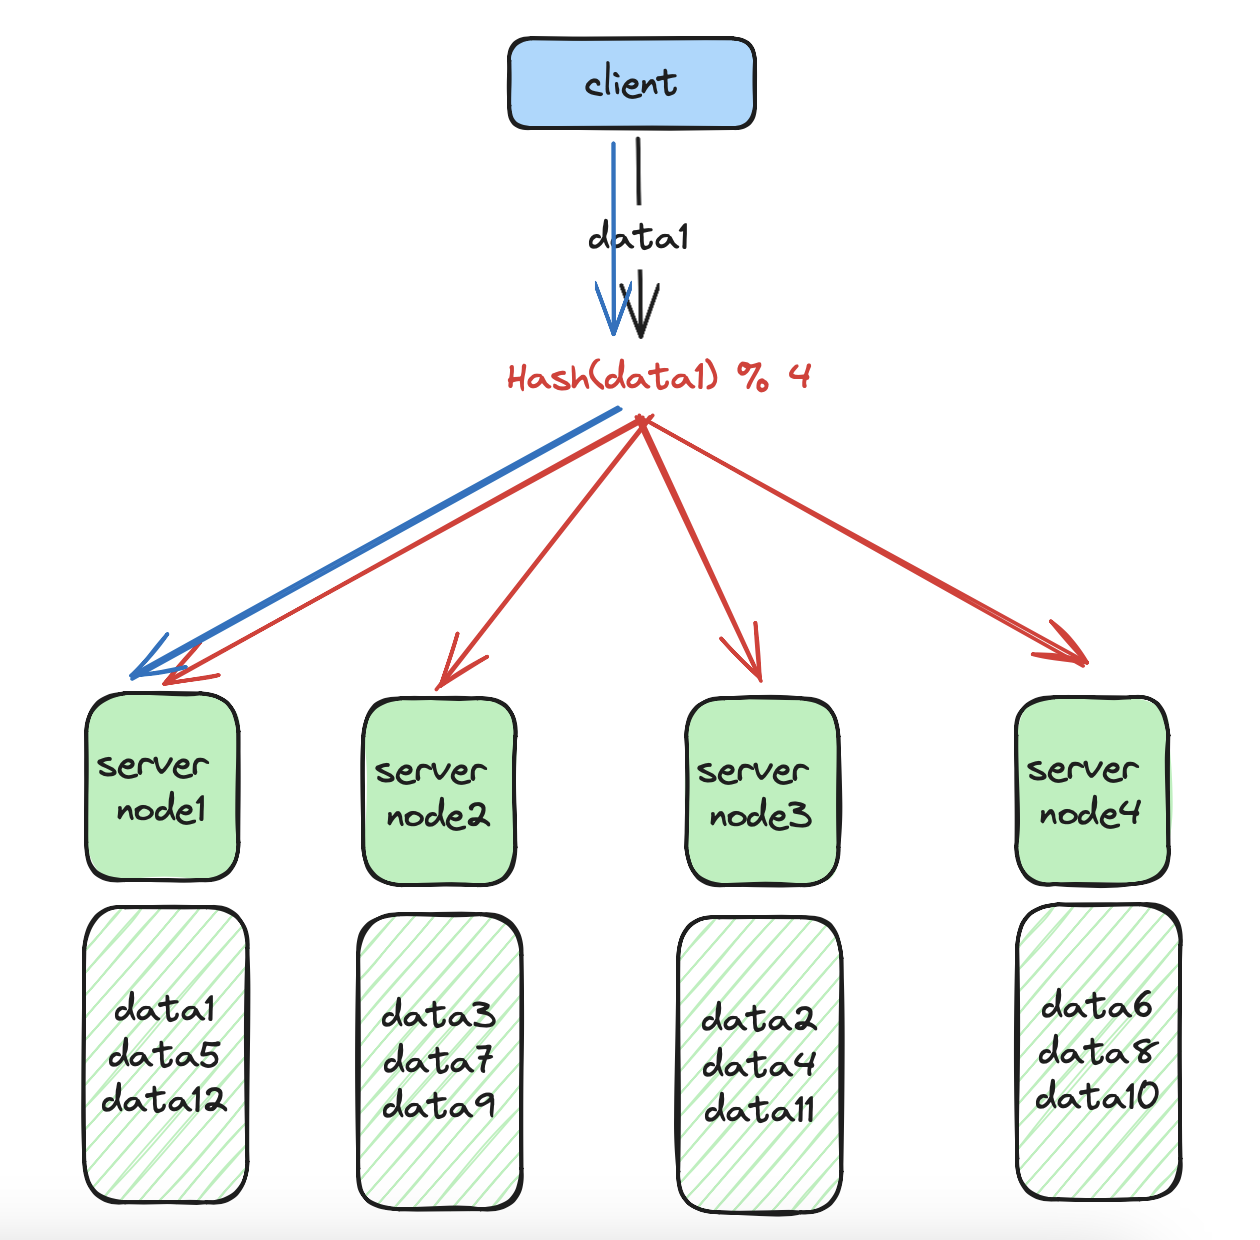 client
data1
Hash(data1) % 4
server
node1
server
node2
server
node3
server
node4
data1
data5
data12
data3
data7
data9
data2
data4
data11
data6
data8
data10